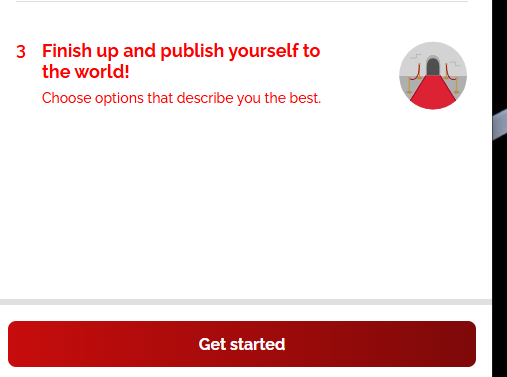 3 Finish up and publish yourself to
the world!
Choose options that describe you the best.
Get started